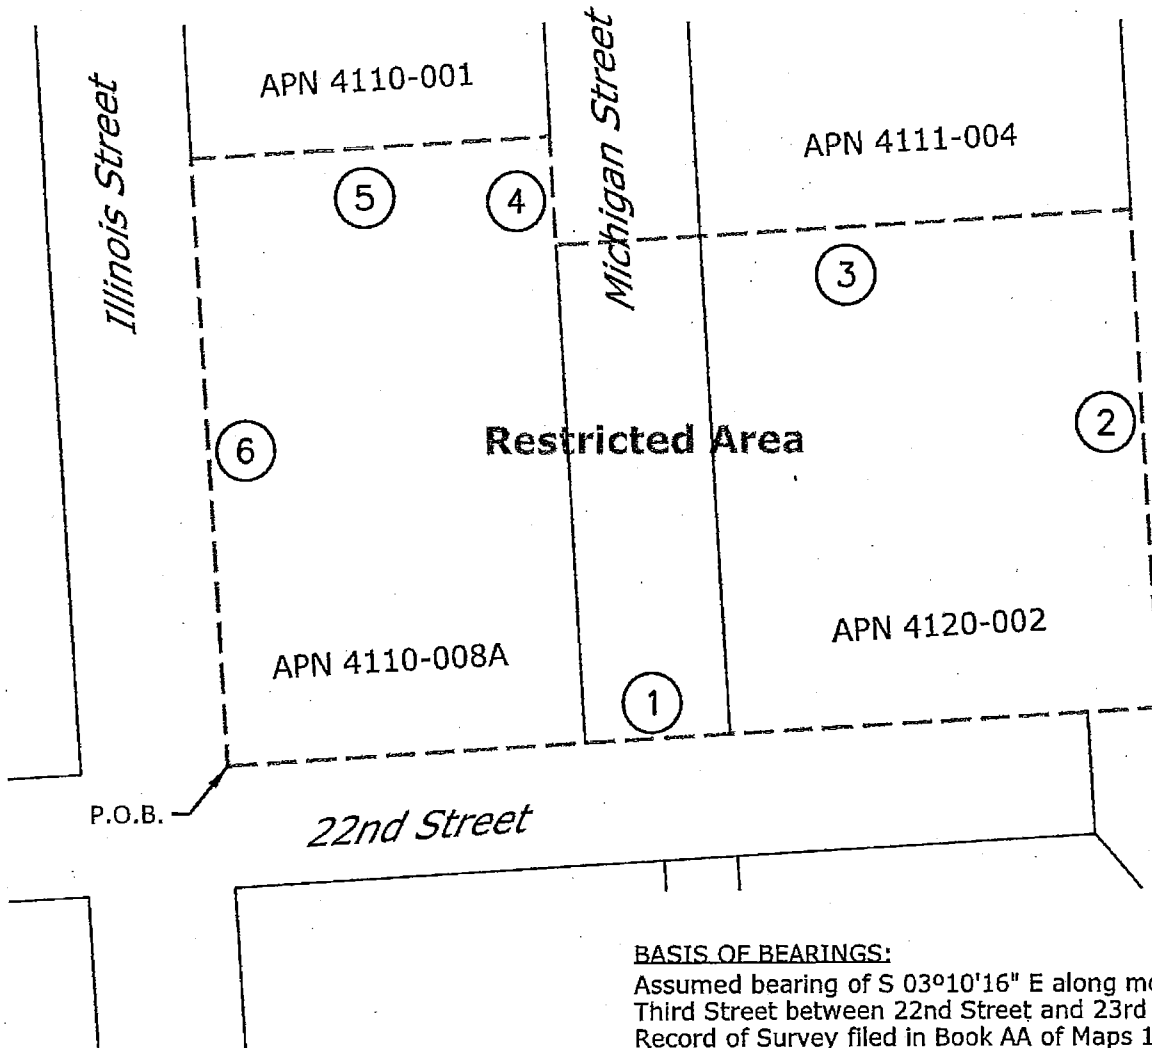 APN 4110-001
Illinois Street
Michigan Street
APN 4111-004
5
4
3
2
6
Restricted Area
APN 4110-008A
1
APN 4120-002
P.O.B.
22nd Street
BASIS OF BEARINGS:
Assumed bearing of S 03º10'16" E along
Third Street between 22nd Street and 23rd
Record of Survey filed in Book AA of Maps